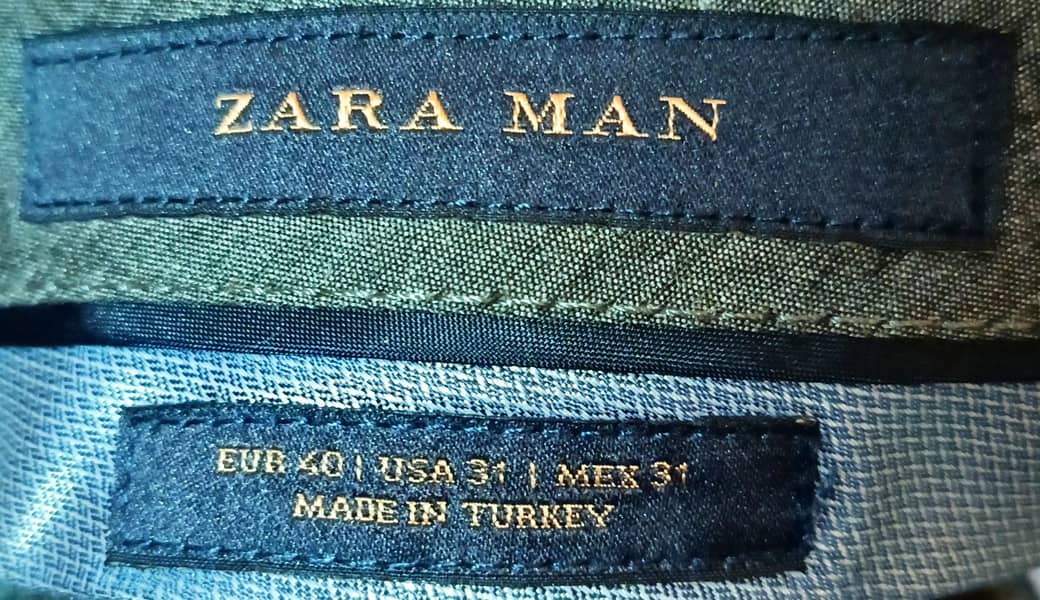 ZARA MAN
EUR 40 | USA 31 | MEX 31
MADE IN TURKEY